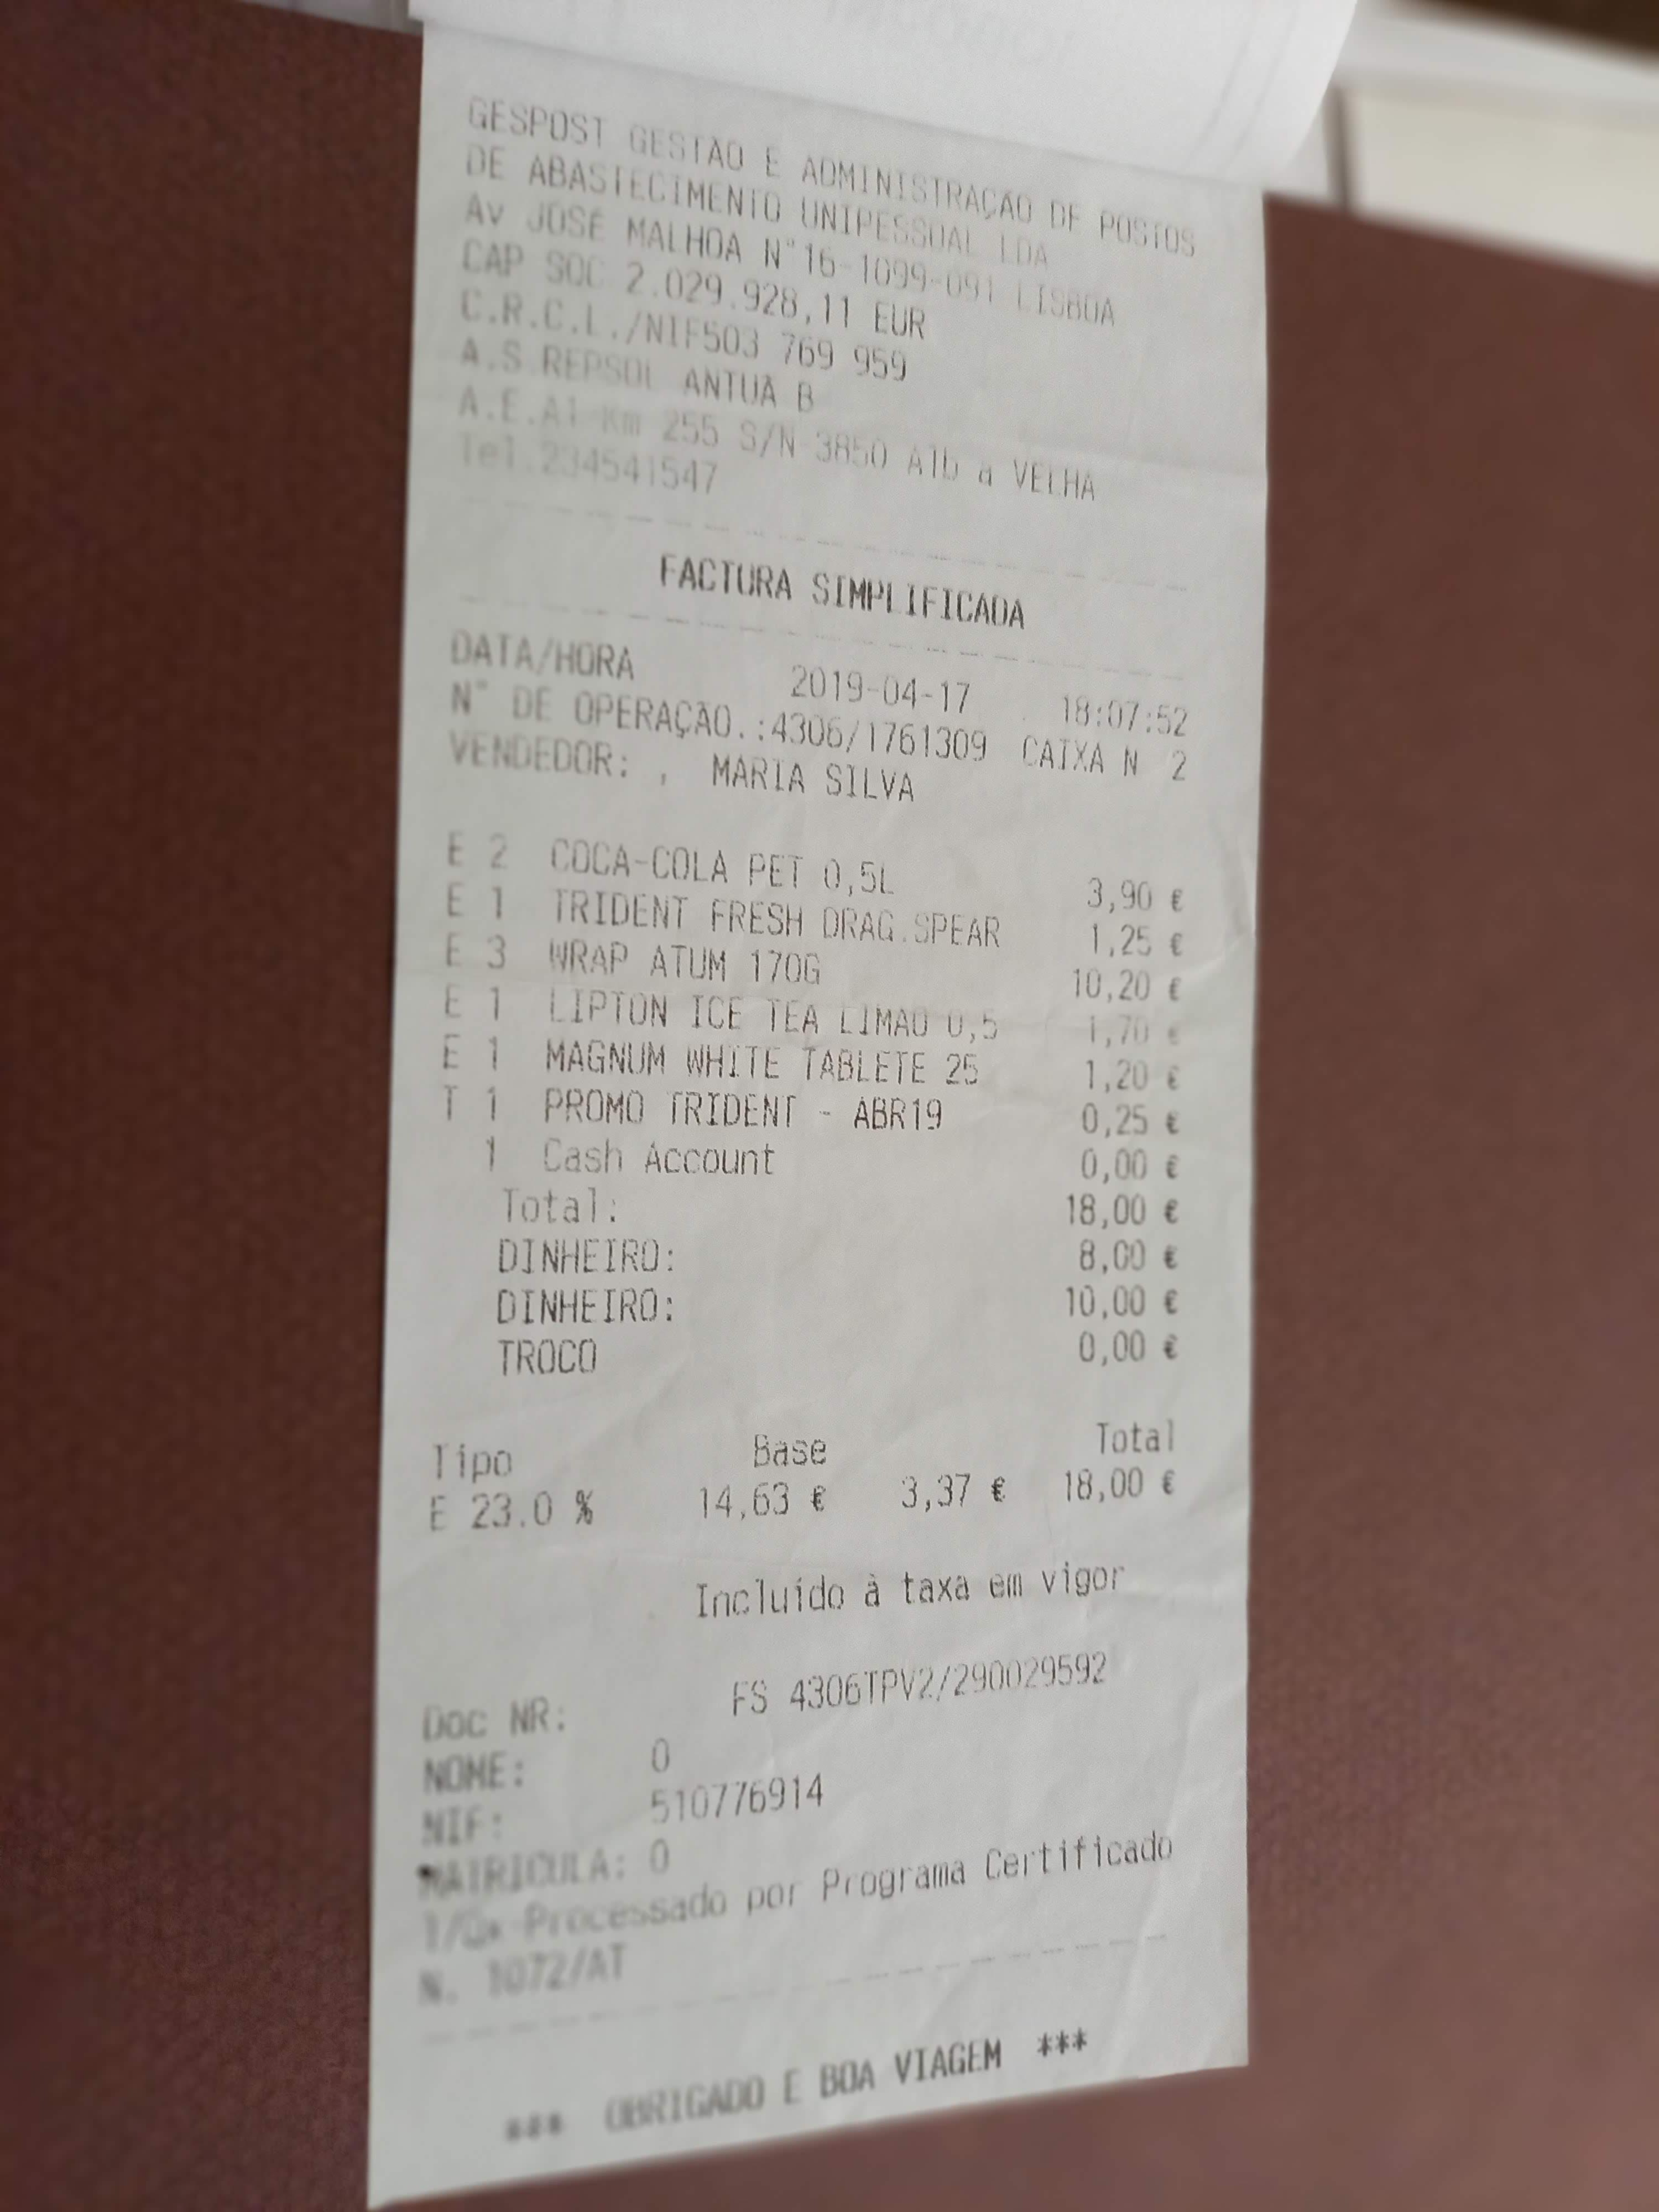 GESPOST GESTAO E ADMINISTRAÇÃO DE POSTOS
DE ABASTECIMENTO UNIPESSOAL LDA
Av JOSÉ MALHOA N°16-1099-091 LISBOA
CAP SOC 2.029.928,11 EUR
C.R.C.L./NIF503 769 959
A.S.REPSOL ANTUÃ B
A.E.A1-Km 255 S/N-3850 Alb a VELHA
Tel.234541547
FACTURA SIMPLIFICADA
DATA/HORA 2019-04-17 18:07:52
N° DE OPERAÇÃO.:4306/1761309 CAIXA N 2
VENDEDOR: , MARIA SILVA
E 2 COCA-COLA PET 0,5L 3,90 €
E 1 TRIDENT FRESH DRAG.SPEAR 1,25 €
E 3 WRAP ATUM 170G 10,20 €
E 1 LIPTON ICE TEA LIMAO 0,5 1,70 €
E 1 MAGNUM WHITE TABLETE 25 1,20 €
T 1 PROMO TRIDENT - ABR19 0,25 €
1 Cash Account 0,00 €
Total: 18,00 €
DINHEIRO: 8,00 €
DINHEIRO: 10,00 €
TROCO 0,00 €
Tipo Base Total
E 23.0 % 14,63 € 3,37 € 18,00 €
Incluído à taxa em vigor
Doc NR: FS 4306TPV2/290029592
NOME: 0
NIF: 510776914
MATRICULA: 0
Processado por Programa Certificado
N. 1072/AT
*** OBRIGADO E BOA VIAGEM ***